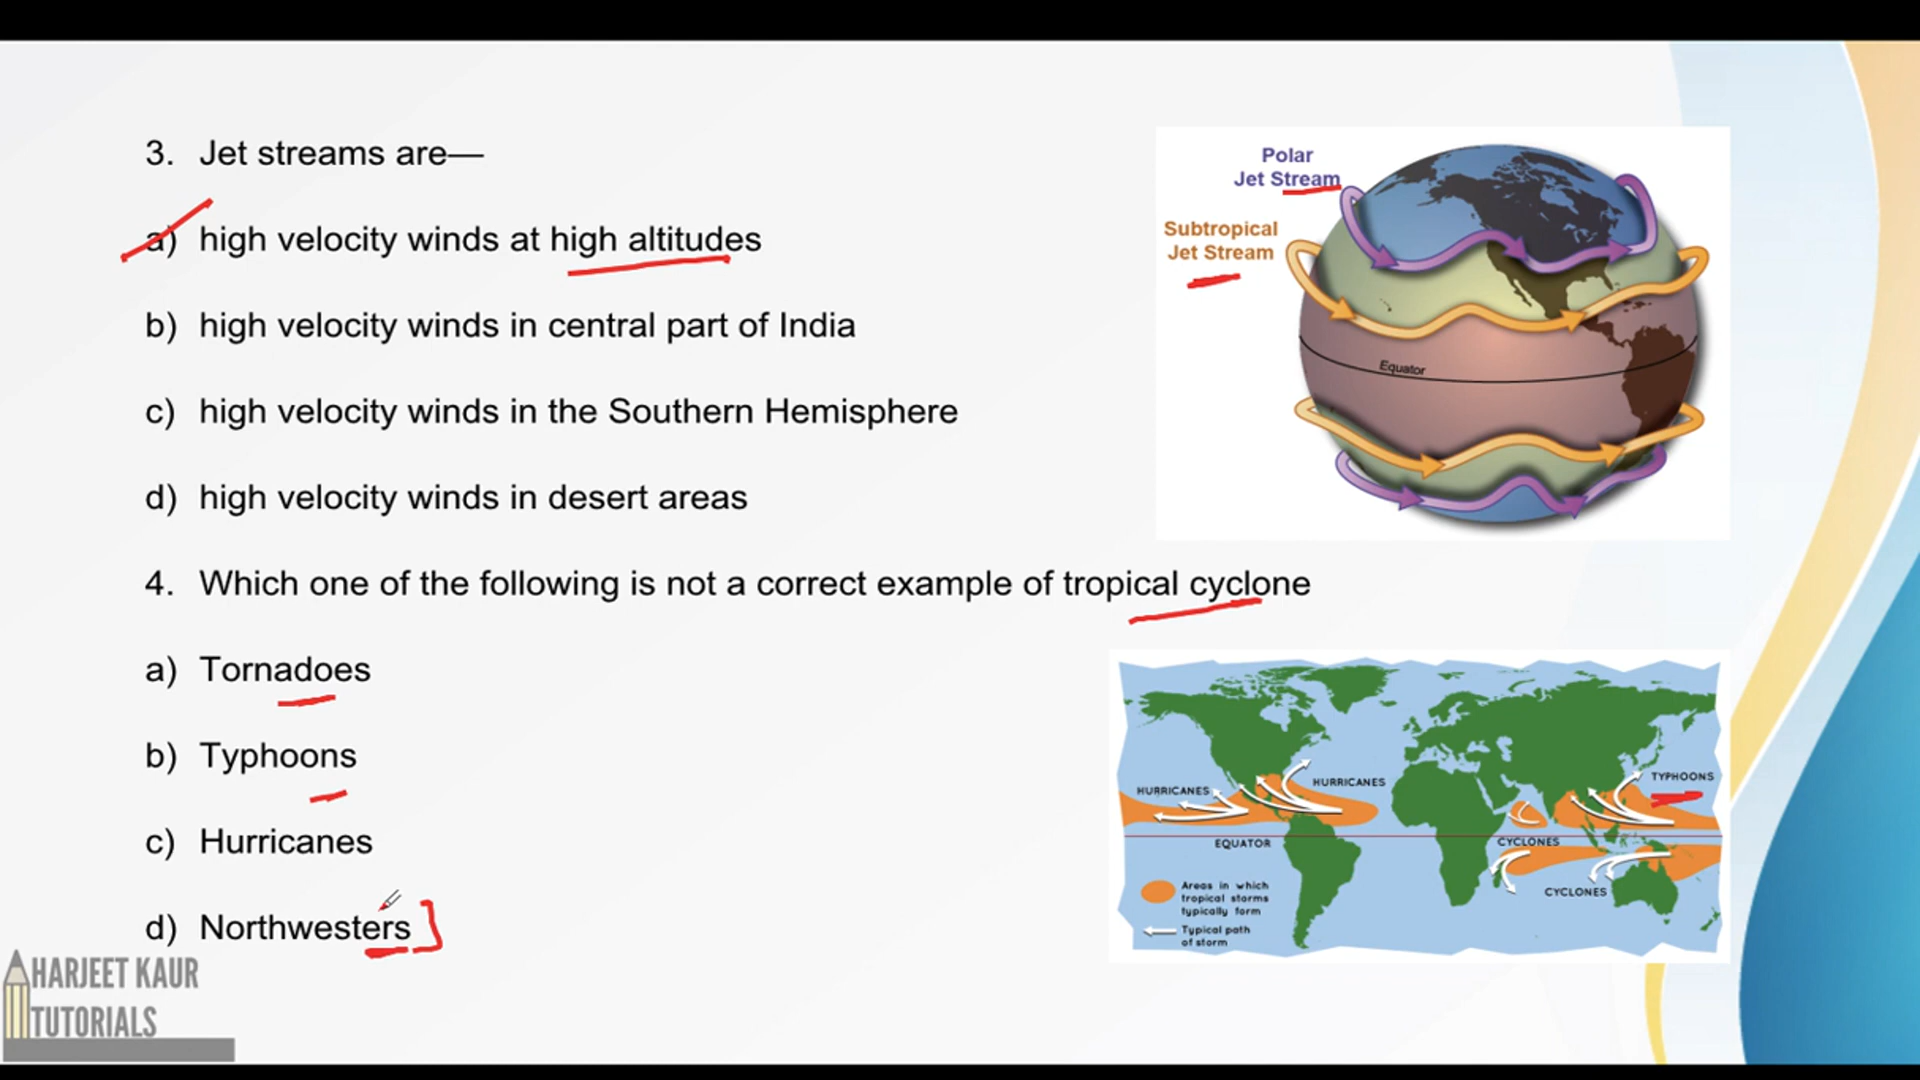 3. Jet streams are—
a) high velocity winds at high altitudes
b) high velocity winds in central part of India
c) high velocity winds in the Southern Hemisphere
d) high velocity winds in desert areas
Polar
Jet Stream
Subtropical
Jet Stream
Equator
4. Which one of the following is not a correct example of tropical cyclone
a) Tornadoes
b) Typhoons
c) Hurricanes
d) Northwesters
HURRICANES
HURRICANES
TYPHOONS
EQUATOR
CYCLONES
CYCLONES
Areas in which
tropical storms
typically form
Typical path
of storm
HARJEET KAUR
TUTORIALS